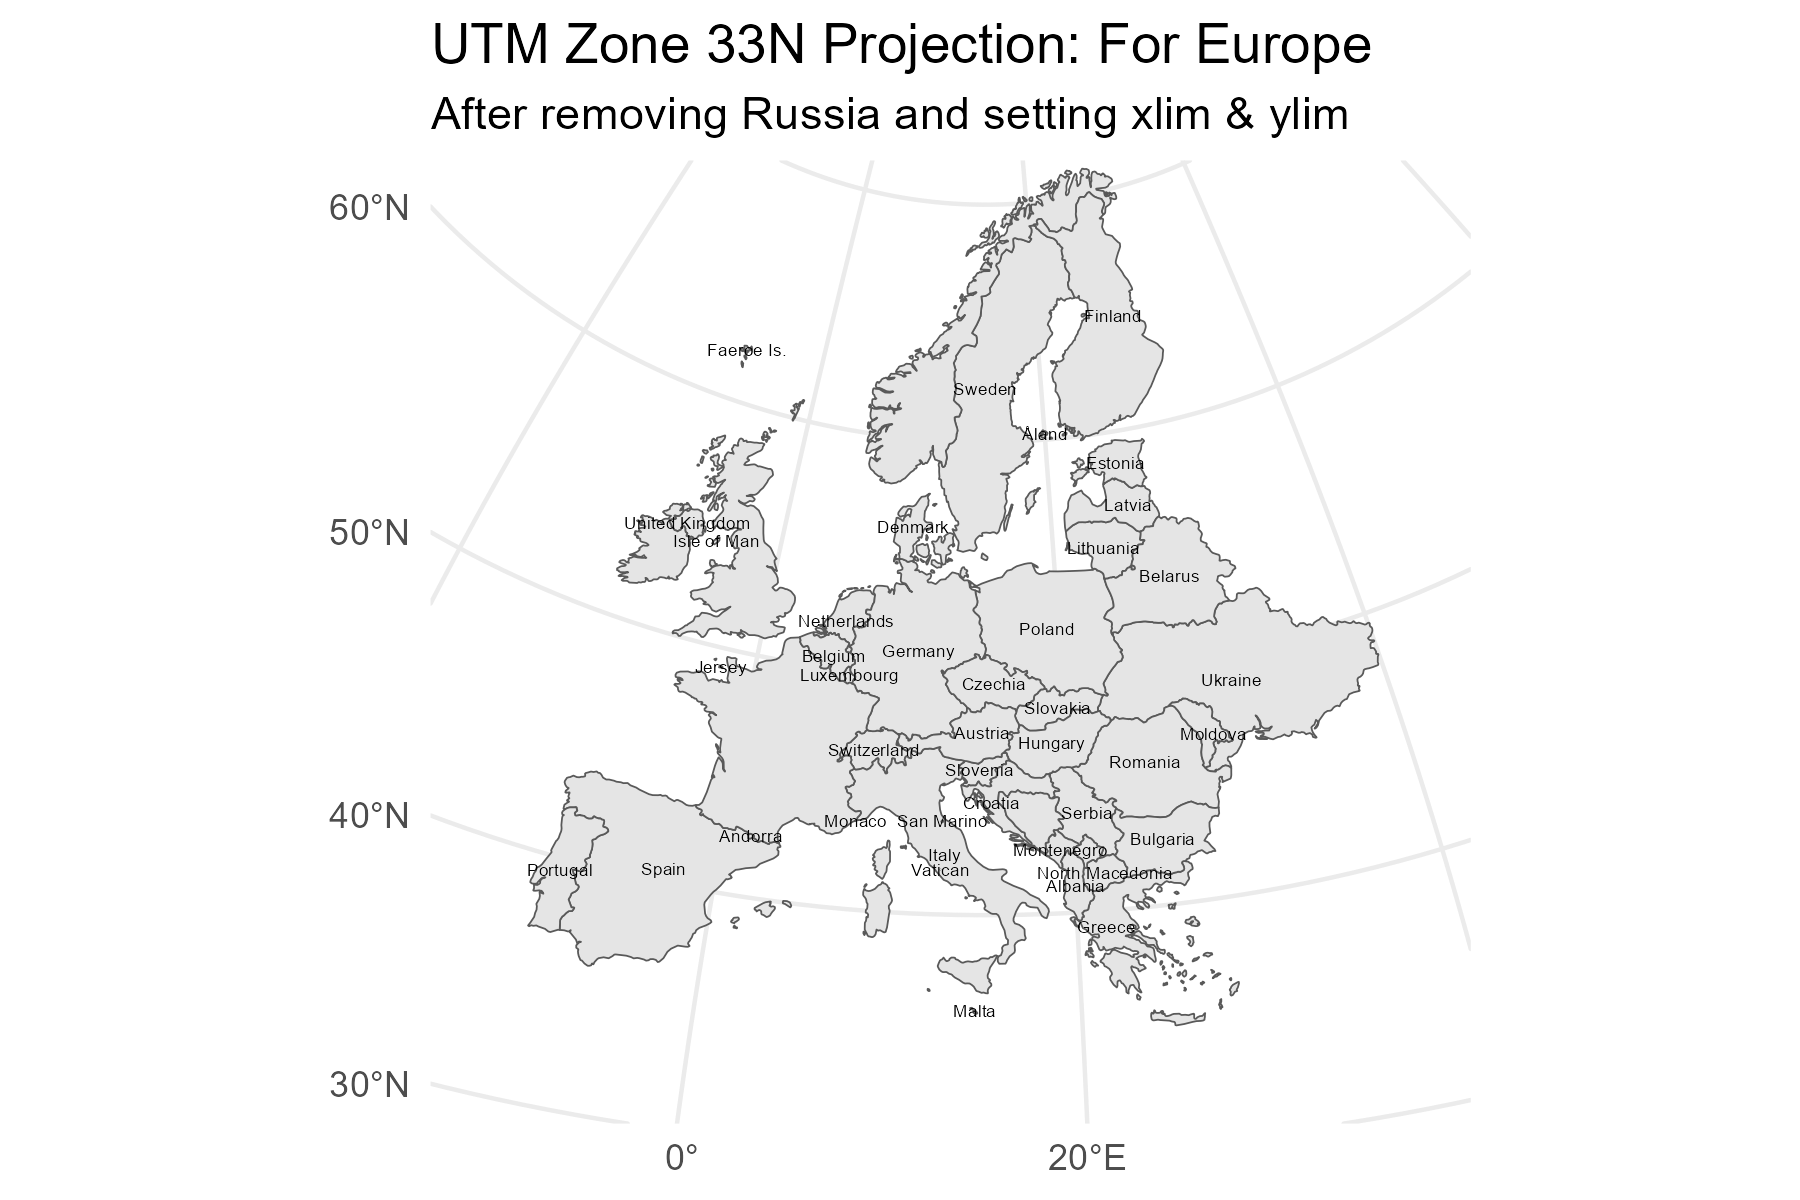 UTM Zone 33N Projection: For Europe
After removing Russia and setting xlim & ylim
60°N
Finland
Faeroe Is.
Sweden
Åland
Estonia
Latvia
United Kingdom
Denmark
50°N
Isle of Man
Lithuania
Belarus
Netherlands
Poland
Germany
Belgium
Jersey
Luxembourg
Ukraine
Czechia
Slovakia
Austria
Moldova
Hungary
Switzerland
Romania
Slovenia
Croatia
Serbia
40°N
Monaco
San Marino
Andorra
Bulgaria
Montenegro
Italy
Spain
Portugal
Vatican
North Macedonia
Albania
Greece
Malta
30°N
0°
20°E